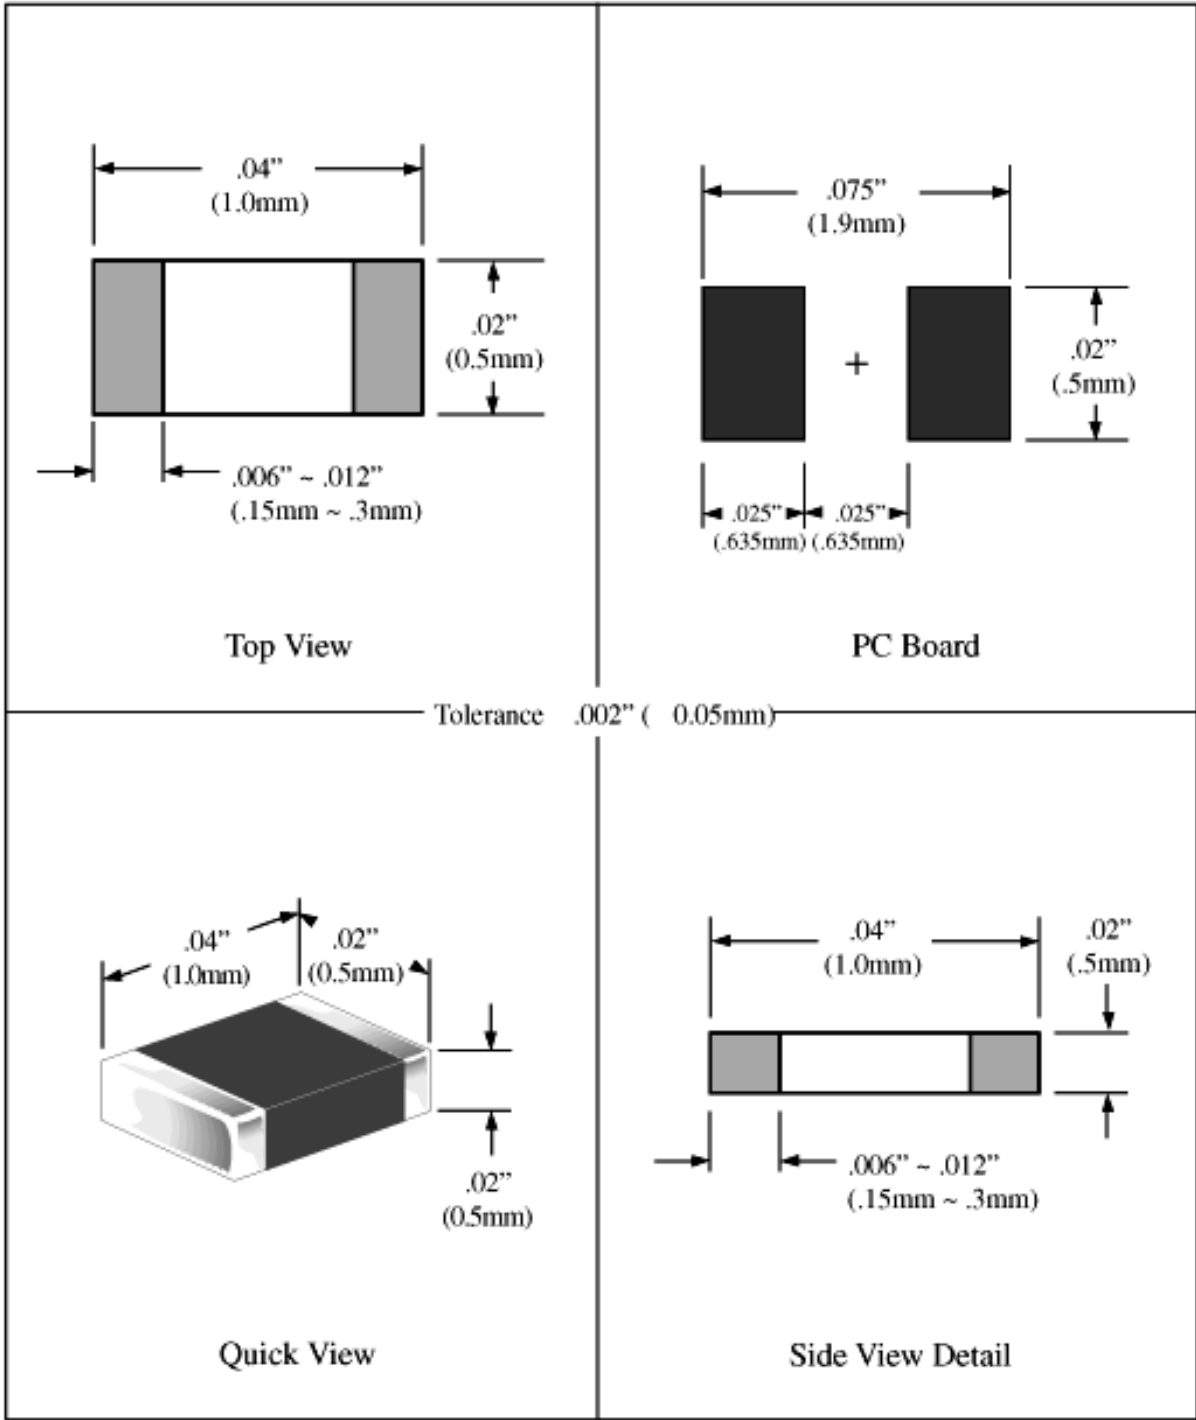 .04”
(1.0mm)
.02”
(0.5mm)
.006” ~ .012”
(.15mm ~ .3mm)
Top View
.075”
(1.9mm)
.02”
(.5mm)
.025” .025”
(.635mm) (.635mm)
PC Board
Tolerance .002” ( 0.05mm)
.04”
(1.0mm)
.02”
(0.5mm)
.02”
(0.5mm)
Quick View
.04”
(1.0mm)
.02”
(.5mm)
.006” ~ .012”
(.15mm ~ .3mm)
Side View Detail